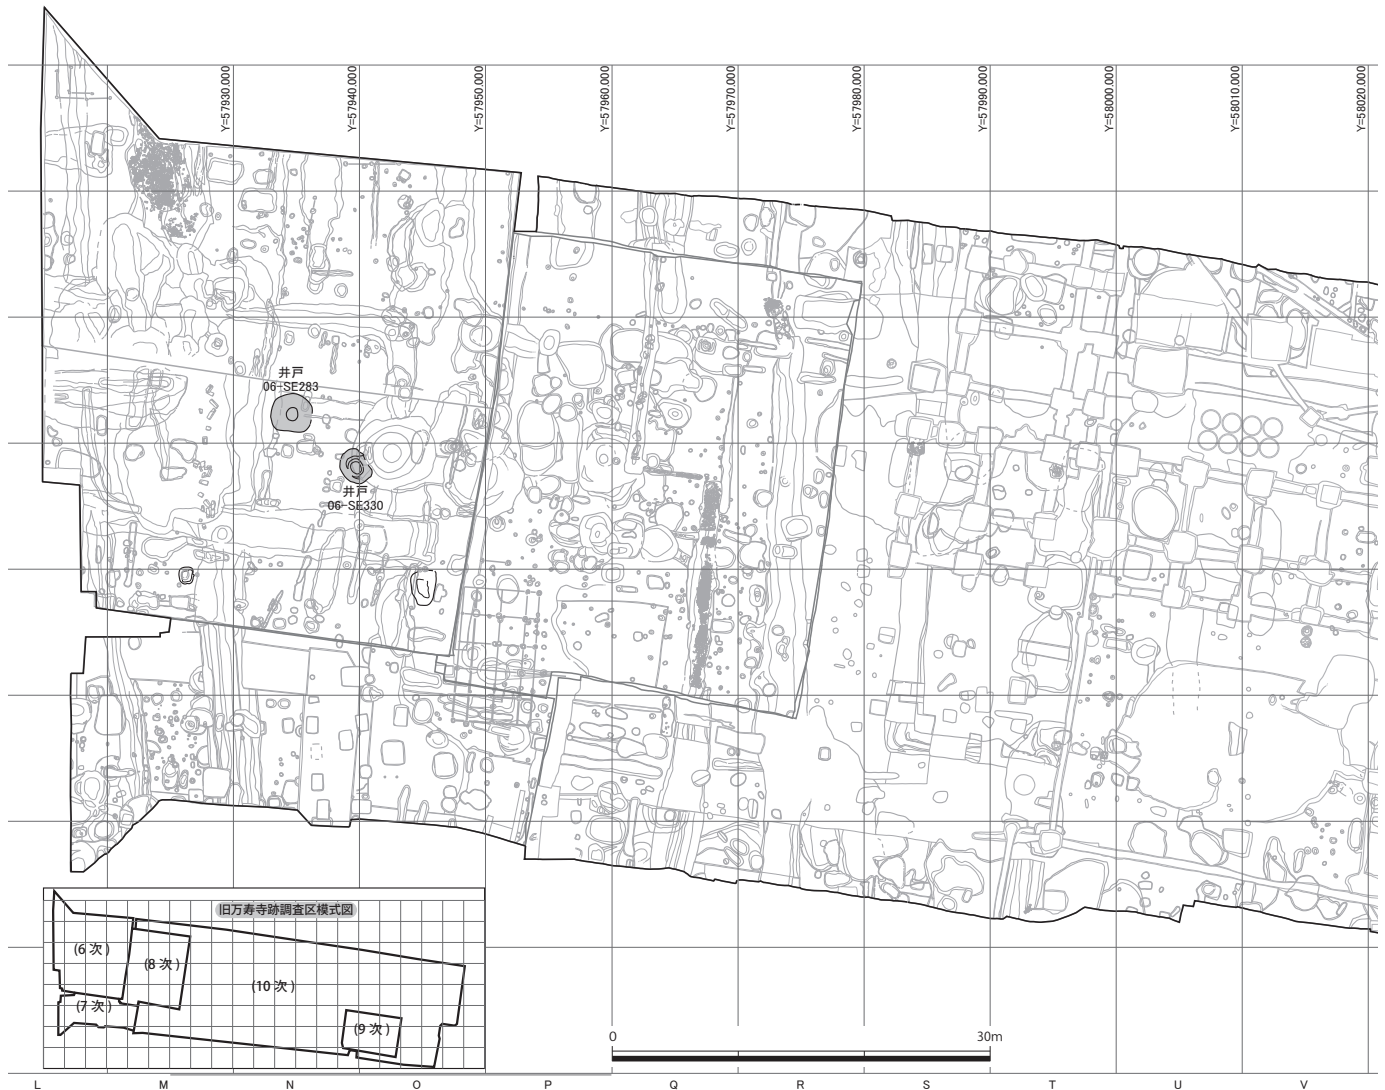 Y=57930.000
Y=57940.000
Y=57950.000
Y=57960.000
Y=57970.000
Y=57980.000
Y=57990.000
Y=58000.000
Y=58010.000
Y=58020.000
井戸
06-SE283
井戸
06-SE330
旧万寿寺跡調査区模式図
(6 次)
(8 次)
(10 次)
(7 次)
(9 次)
0 30m
L M N O P Q R S T U V